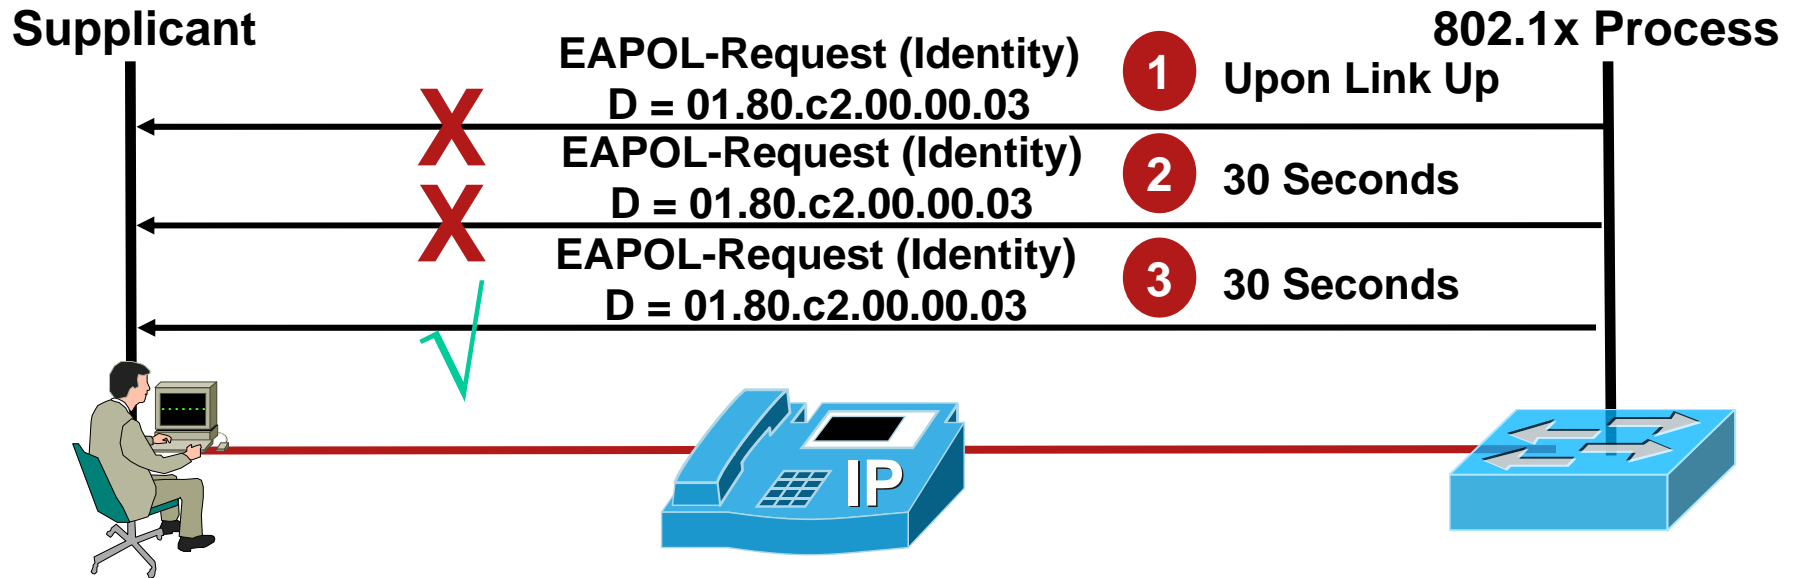 Supplicant
802.1x Process
EAPOL-Request (Identity)
D = 01.80.c2.00.00.03
1
Upon Link Up
X
EAPOL-Request (Identity)
D = 01.80.c2.00.00.03
2
30 Seconds
X
EAPOL-Request (Identity)
D = 01.80.c2.00.00.03
3
30 Seconds
√
IP